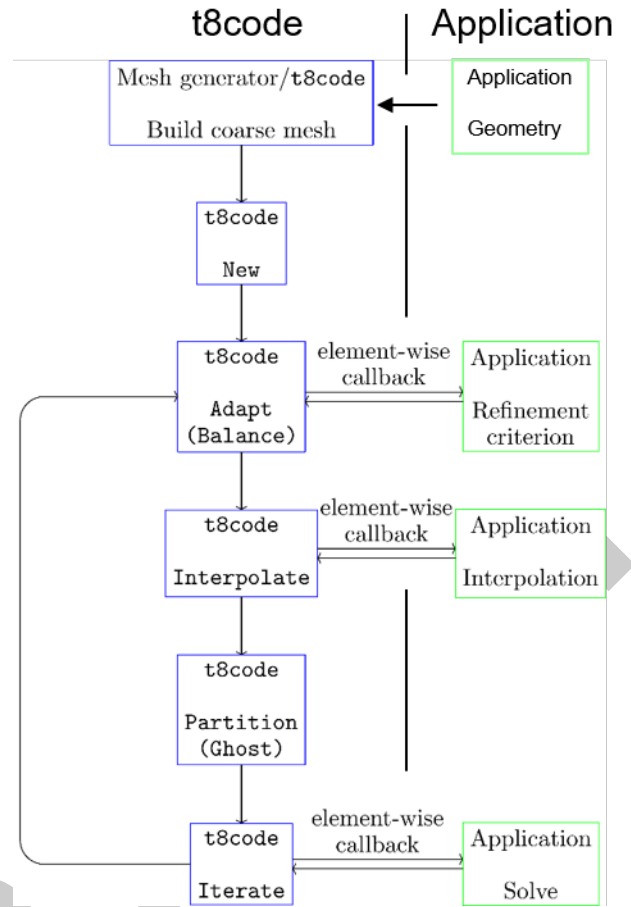 t8code
Application
Mesh generator/t8code
Build coarse mesh
Application
Geometry
t8code
New
t8code
Adapt
(Balance)
element-wise
callback
Application
Refinement
criterion
t8code
Interpolate
element-wise
callback
Application
Interpolation
t8code
Partition
(Ghost)
t8code
Iterate
element-wise
callback
Application
Solve